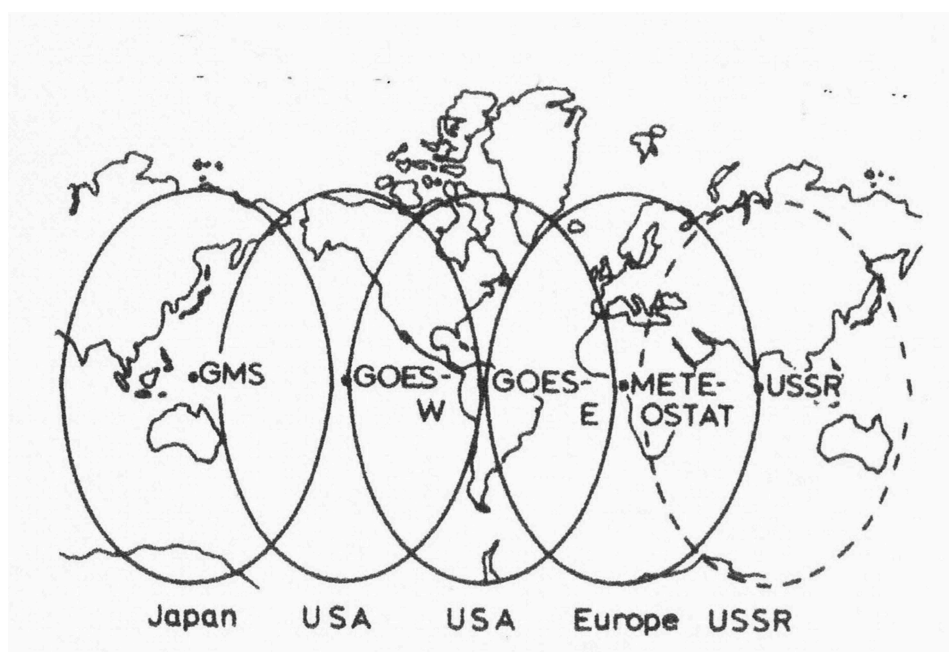 GMS
GOES-
W
GOES-
E
METE-
OSTAT
USSR
Japan
USA
USA
Europe
USSR